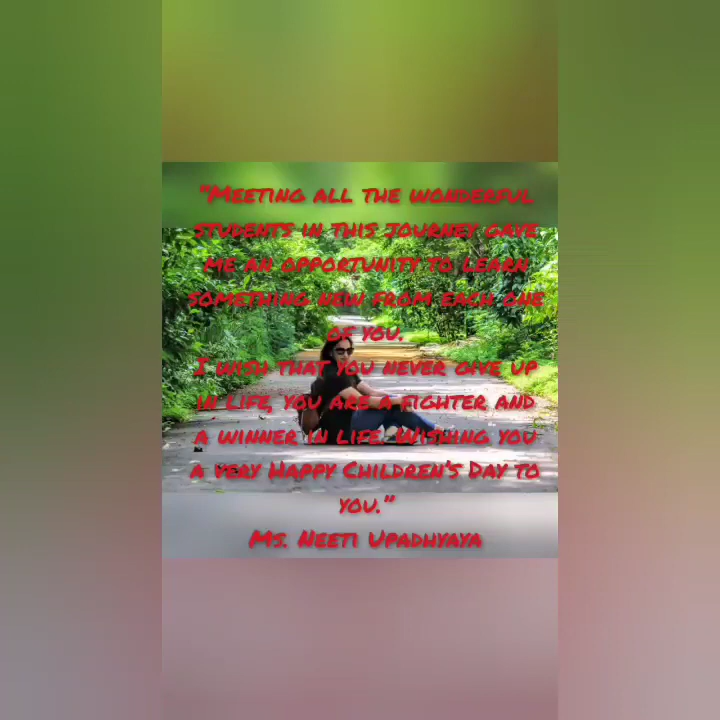 "Meeting all the wonderful
students in this journey gave
me an opportunity to learn
something new from each one
of you.
I wish that you never give up
in life, you are a fighter and
a winner in life. Wishing you
a very Happy Children's Day to
you."
Ms. Neeti Upadhyaya